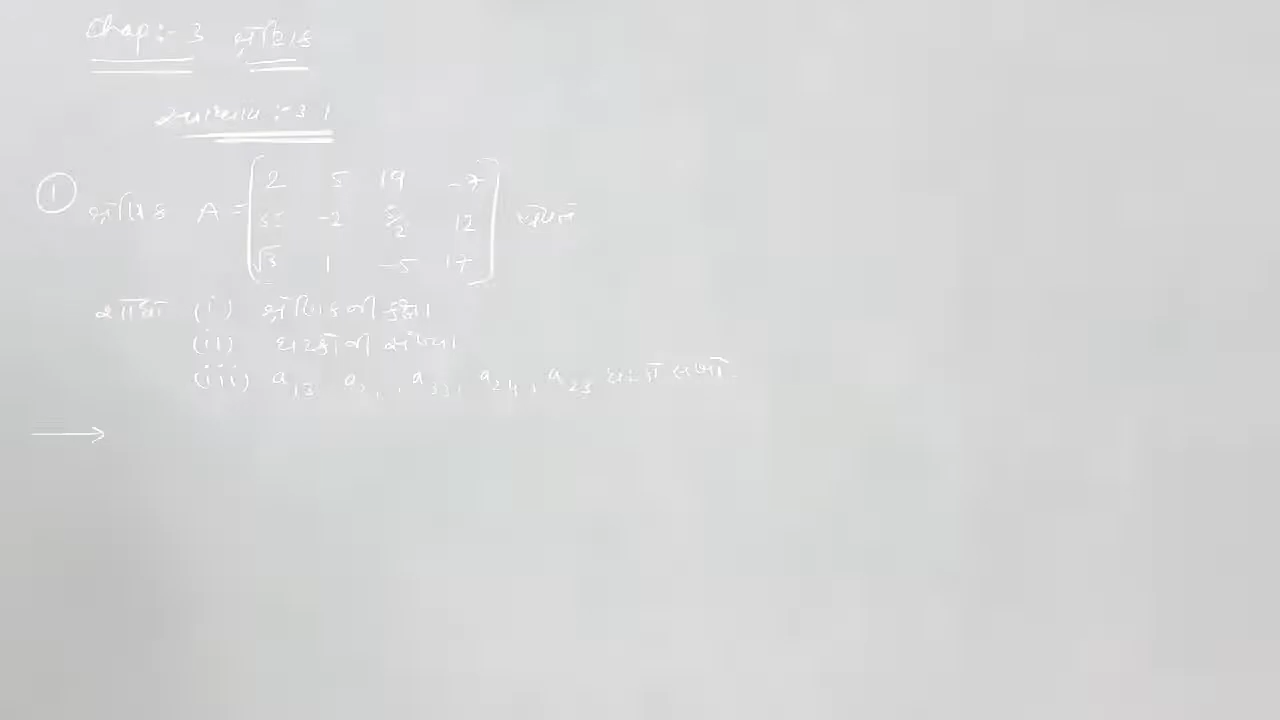 Chap :- 3 શ્રેણિક
સ્વાધ્યાય :- 3.1
① શ્રેણિક A = [ 2 5 19 -7
35 -2 5/2 12
√3 1 -5 17 ] માટે
શોધો (i) શ્રેણિકની કક્ષા
(ii) ઘટકોની સંખ્યા
(iii) a13, a21, a33, a24, a23 ઘટકો લખો.
→